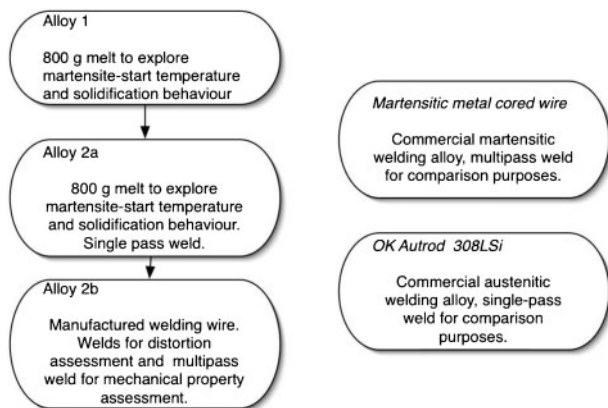 Alloy 1
800 g melt to explore
martensite-start temperature
and solidification behaviour
Alloy 2a
800 g melt to explore
martensite-start temperature
and solidification behaviour.
Single pass weld.
Alloy 2b
Manufactured welding wire.
Welds for distortion
assessment and multipass
weld for mechanical property
assessment.
Martensitic metal cored wire
Commercial martensitic
welding alloy, multipass weld
for comparison purposes.
OK Autrod 308LSi
Commercial austenitic
welding alloy, single-pass
weld for comparison
purposes.